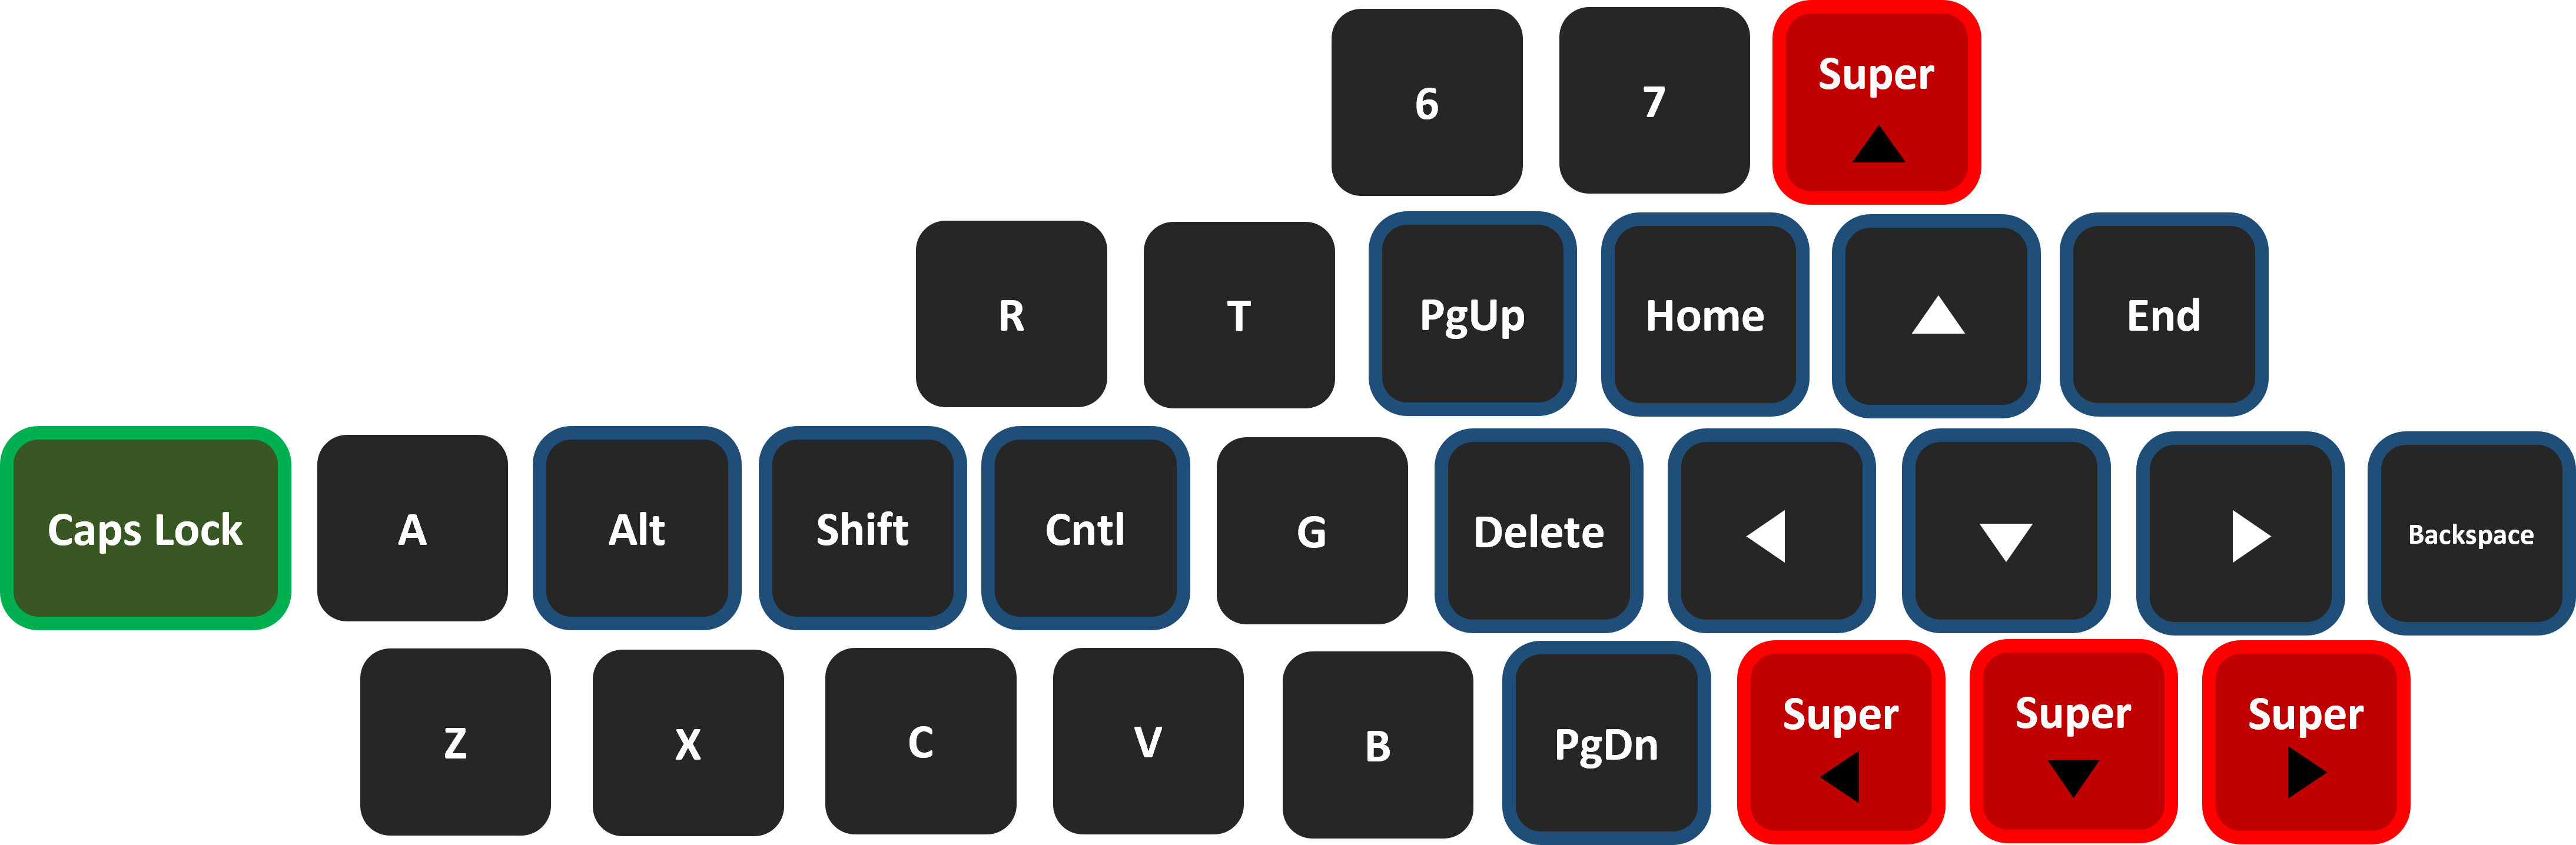 6 7 Super
R T PgUp Home End
Caps Lock A Alt Shift Cntl G Delete Backspace
Z X C V B PgDn Super Super Super